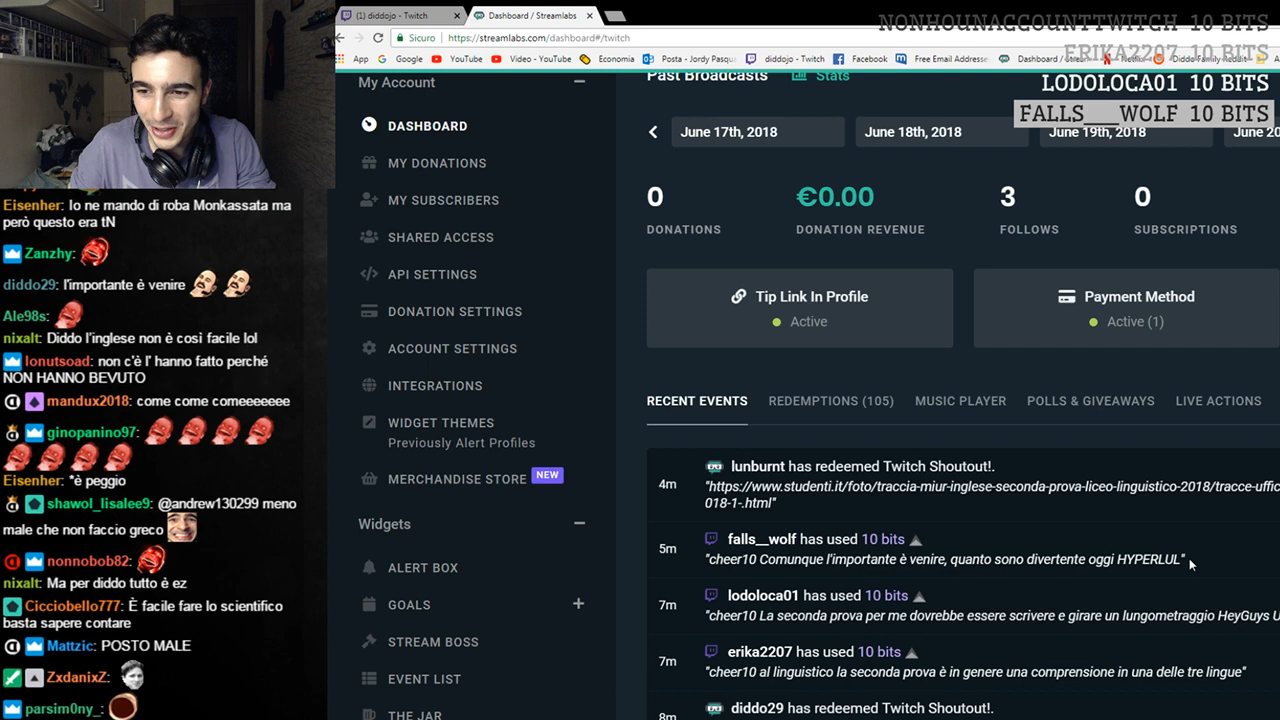 (1) diddojo - Twitch
Dashboard / Streamlabs
NONHOUNACCOUNTTWITCH 10 BITS
Sicuro
https://streamlabs.com/dashboard#/twitch
ERIKA2207 10 BITS
App
Google
YouTube
Video - YouTube
Economia
Posta - Jordy Pasqu
diddojo - Twitch
Facebook
Free Email Addresse
Dashboard /
LODOLOCA01 10 BITS
FALLS__WOLF 10 BITS
My Account
DASHBOARD
MY DONATIONS
MY SUBSCRIBERS
SHARED ACCESS
API SETTINGS
DONATION SETTINGS
ACCOUNT SETTINGS
INTEGRATIONS
WIDGET THEMES
Previously Alert Profiles
MERCHANDISE STORE NEW
Widgets
ALERT BOX
GOALS
STREAM BOSS
EVENT LIST
THE JAR
Past Broadcasts
Stats
June 17th, 2018
June 18th, 2018
June 19th, 2018
June 20
0
€0.00
3
0
DONATIONS
DONATION REVENUE
FOLLOWS
SUBSCRIPTIONS
Tip Link In Profile
Active
Payment Method
Active (1)
RECENT EVENTS
REDEMPTIONS (105)
MUSIC PLAYER
POLLS & GIVEAWAYS
LIVE ACTIONS
4m
lunburnt has redeemed Twitch Shoutout!.
"https://www.studenti.it/foto/traccia-miur-inglese-seconda-prova-liceo-linguistico-2018/tracce-uffic
018-1-.html"
5m
falls__wolf has used 10 bits
"cheer10 Comunque l'importante è venire, quanto sono divertente oggi HYPERLUL"
7m
lodoloca01 has used 10 bits
"cheer10 La seconda prova per me dovrebbe essere scrivere e girare un lungometraggio HeyGuys U
7m
erika2207 has used 10 bits
"cheer10 al linguistico la seconda prova è in genere una comprensione in una delle tre lingue"
8m
diddo29 has redeemed Twitch Shoutout!.
Eisenher: Io ne mando di roba Monkassata ma
però questo era tN
Zanzhy:
diddo29: l'importante è venire
Ale98s:
nixalt: Diddo l'inglese non è così facile lol
Ionutsoad: non c'è l' hanno fatto perché
NON HANNO BEVUTO
mandux2018: come come comeeeeeee
ginopanino97:
Eisenher: *è peggio
shawol_lisalee9: @andrew130299 meno
male che non faccio greco
nonnobob82:
nixalt: Ma per diddo tutto è ez
Cicciobello777: È facile fare lo scientifico
basta sapere contare
Mattzic: POSTO MALE
ZxdanixZ:
parsim0ny_: